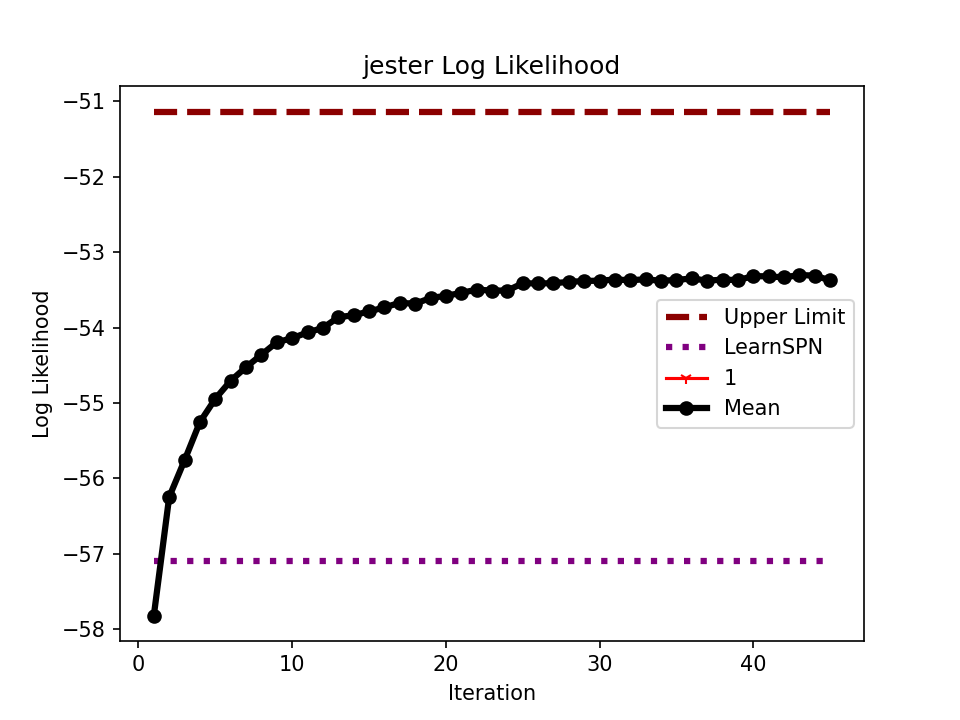 jester Log Likelihood
−51
−52
−53
−54
−55
−56
−57
−58
Log Likelihood
Upper Limit
LearnSPN
1
Mean
0
10
20
30
40
Iteration